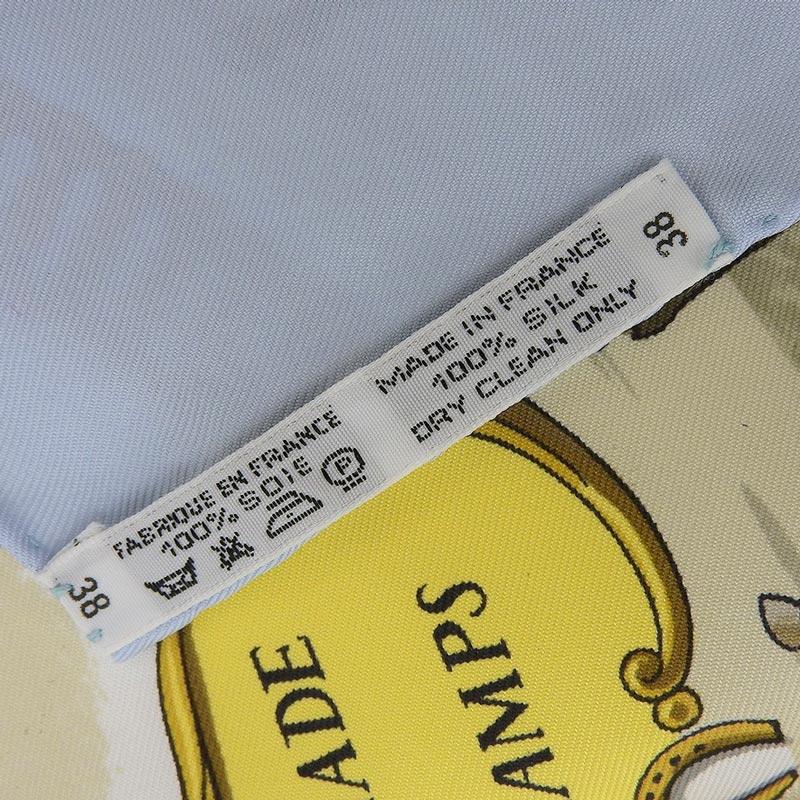 38
FABRIQUE EN FRANCE
100% SOIE
MADE IN FRANCE
100% SILK
DRY CLEAN ONLY
38
ADE
AMPS